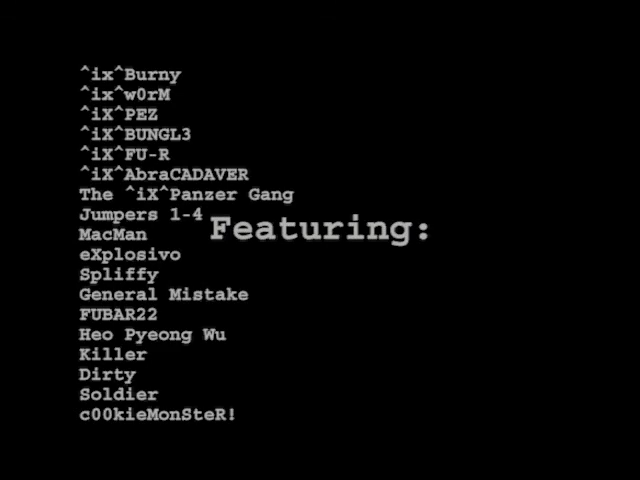 ^ix^Burny
^ix^w0rM
^iX^PEZ
^iX^BUNGL3
^iX^FU-R
^iX^AbraCADAVER
The ^iX^Panzer Gang
Jumpers 1-4
Featuring:
MacMan
eXplosivo
Spliffy
General Mistake
FUBAR22
Heo Pyeong Wu
Killer
Dirty
Soldier
c00kieMonSteR!